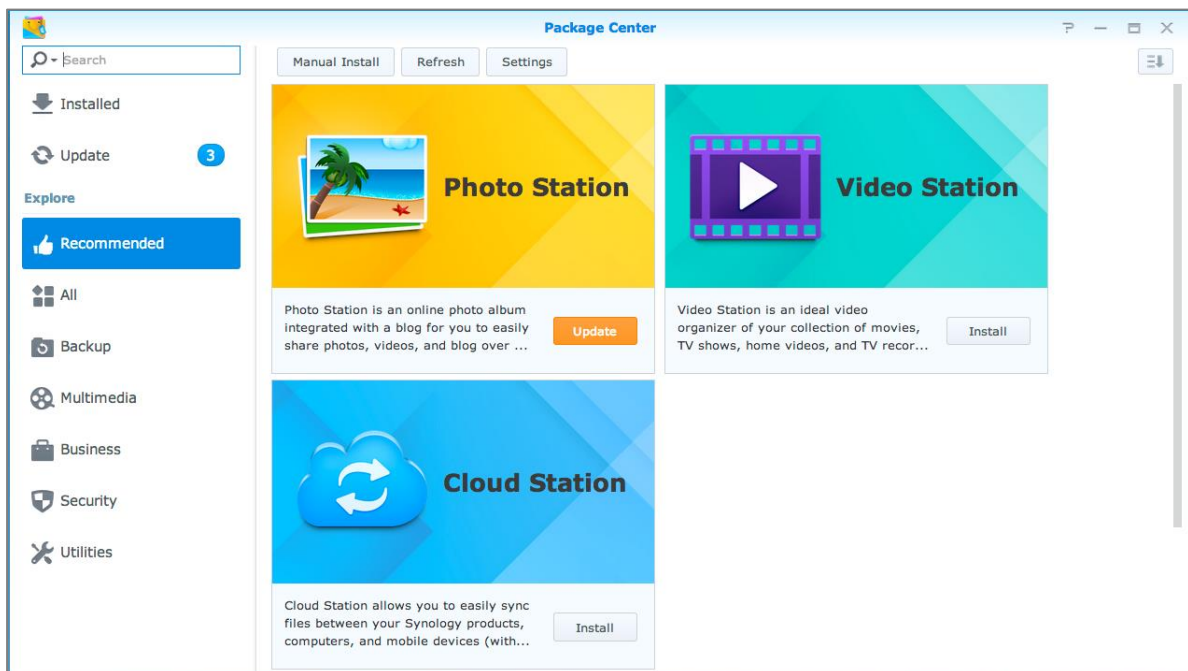 Package Center
Search
Manual Install
Refresh
Settings
Installed
Update
3
Explore
Recommended
All
Backup
Multimedia
Business
Security
Utilities
Photo Station
Photo Station is an online photo album
integrated with a blog for you to easily
share photos, videos, and blog over ...
Update
Video Station
Video Station is an ideal video
organizer of your collection of movies,
TV shows, home videos, and TV recor...
Install
Cloud Station
Cloud Station allows you to easily sync
files between your Synology products,
computers, and mobile devices (with...
Install